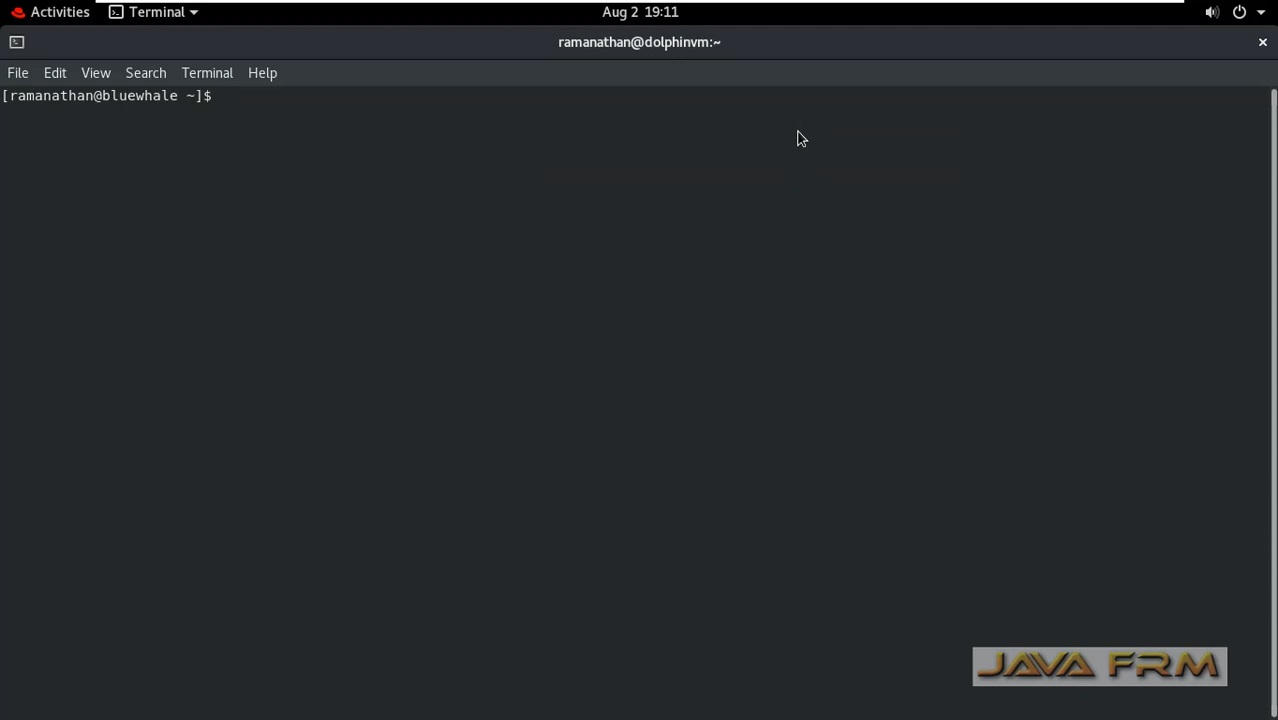 Activities Terminal Aug 2 19:11
ramanathan@dolphinvm:~
File Edit View Search Terminal Help
[ramanathan@bluewhale ~]$
JAVA FRM